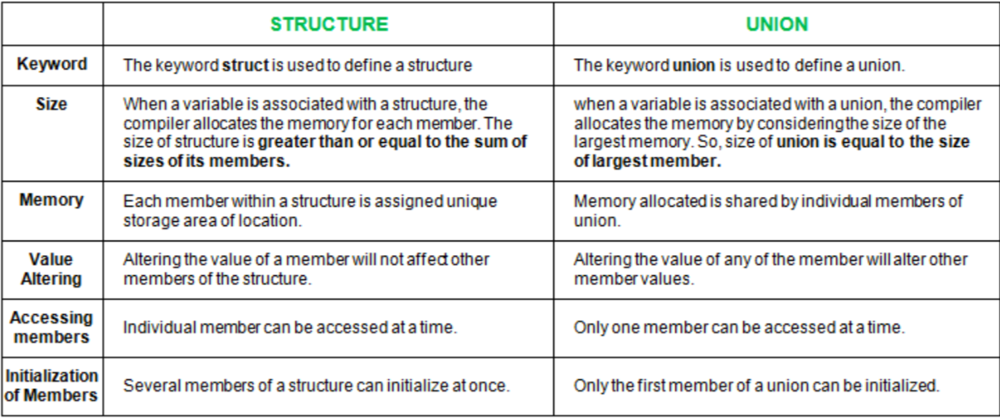 STRUCTURE UNION
Keyword The keyword struct is used to define a structure The keyword union is used to define a union.
Size When a variable is associated with a structure, the when a variable is associated with a union, the compiler
compiler allocates the memory for each member. The allocates the memory by considering the size of the
size of structure is greater than or equal to the sum of largest memory. So, size of union is equal to the size
sizes of its members. of largest member.
Memory Each member within a structure is assigned unique Memory allocated is shared by individual members of
storage area of location. union.
Value Altering the value of a member will not affect other Altering the value of any of the member will alter other
Altering members of the structure. member values.
Accessing
members Individual member can be accessed at a time. Only one member can be accessed at a time.
Initialization
of Members Several members of a structure can initialize at once. Only the first member of a union can be initialized.